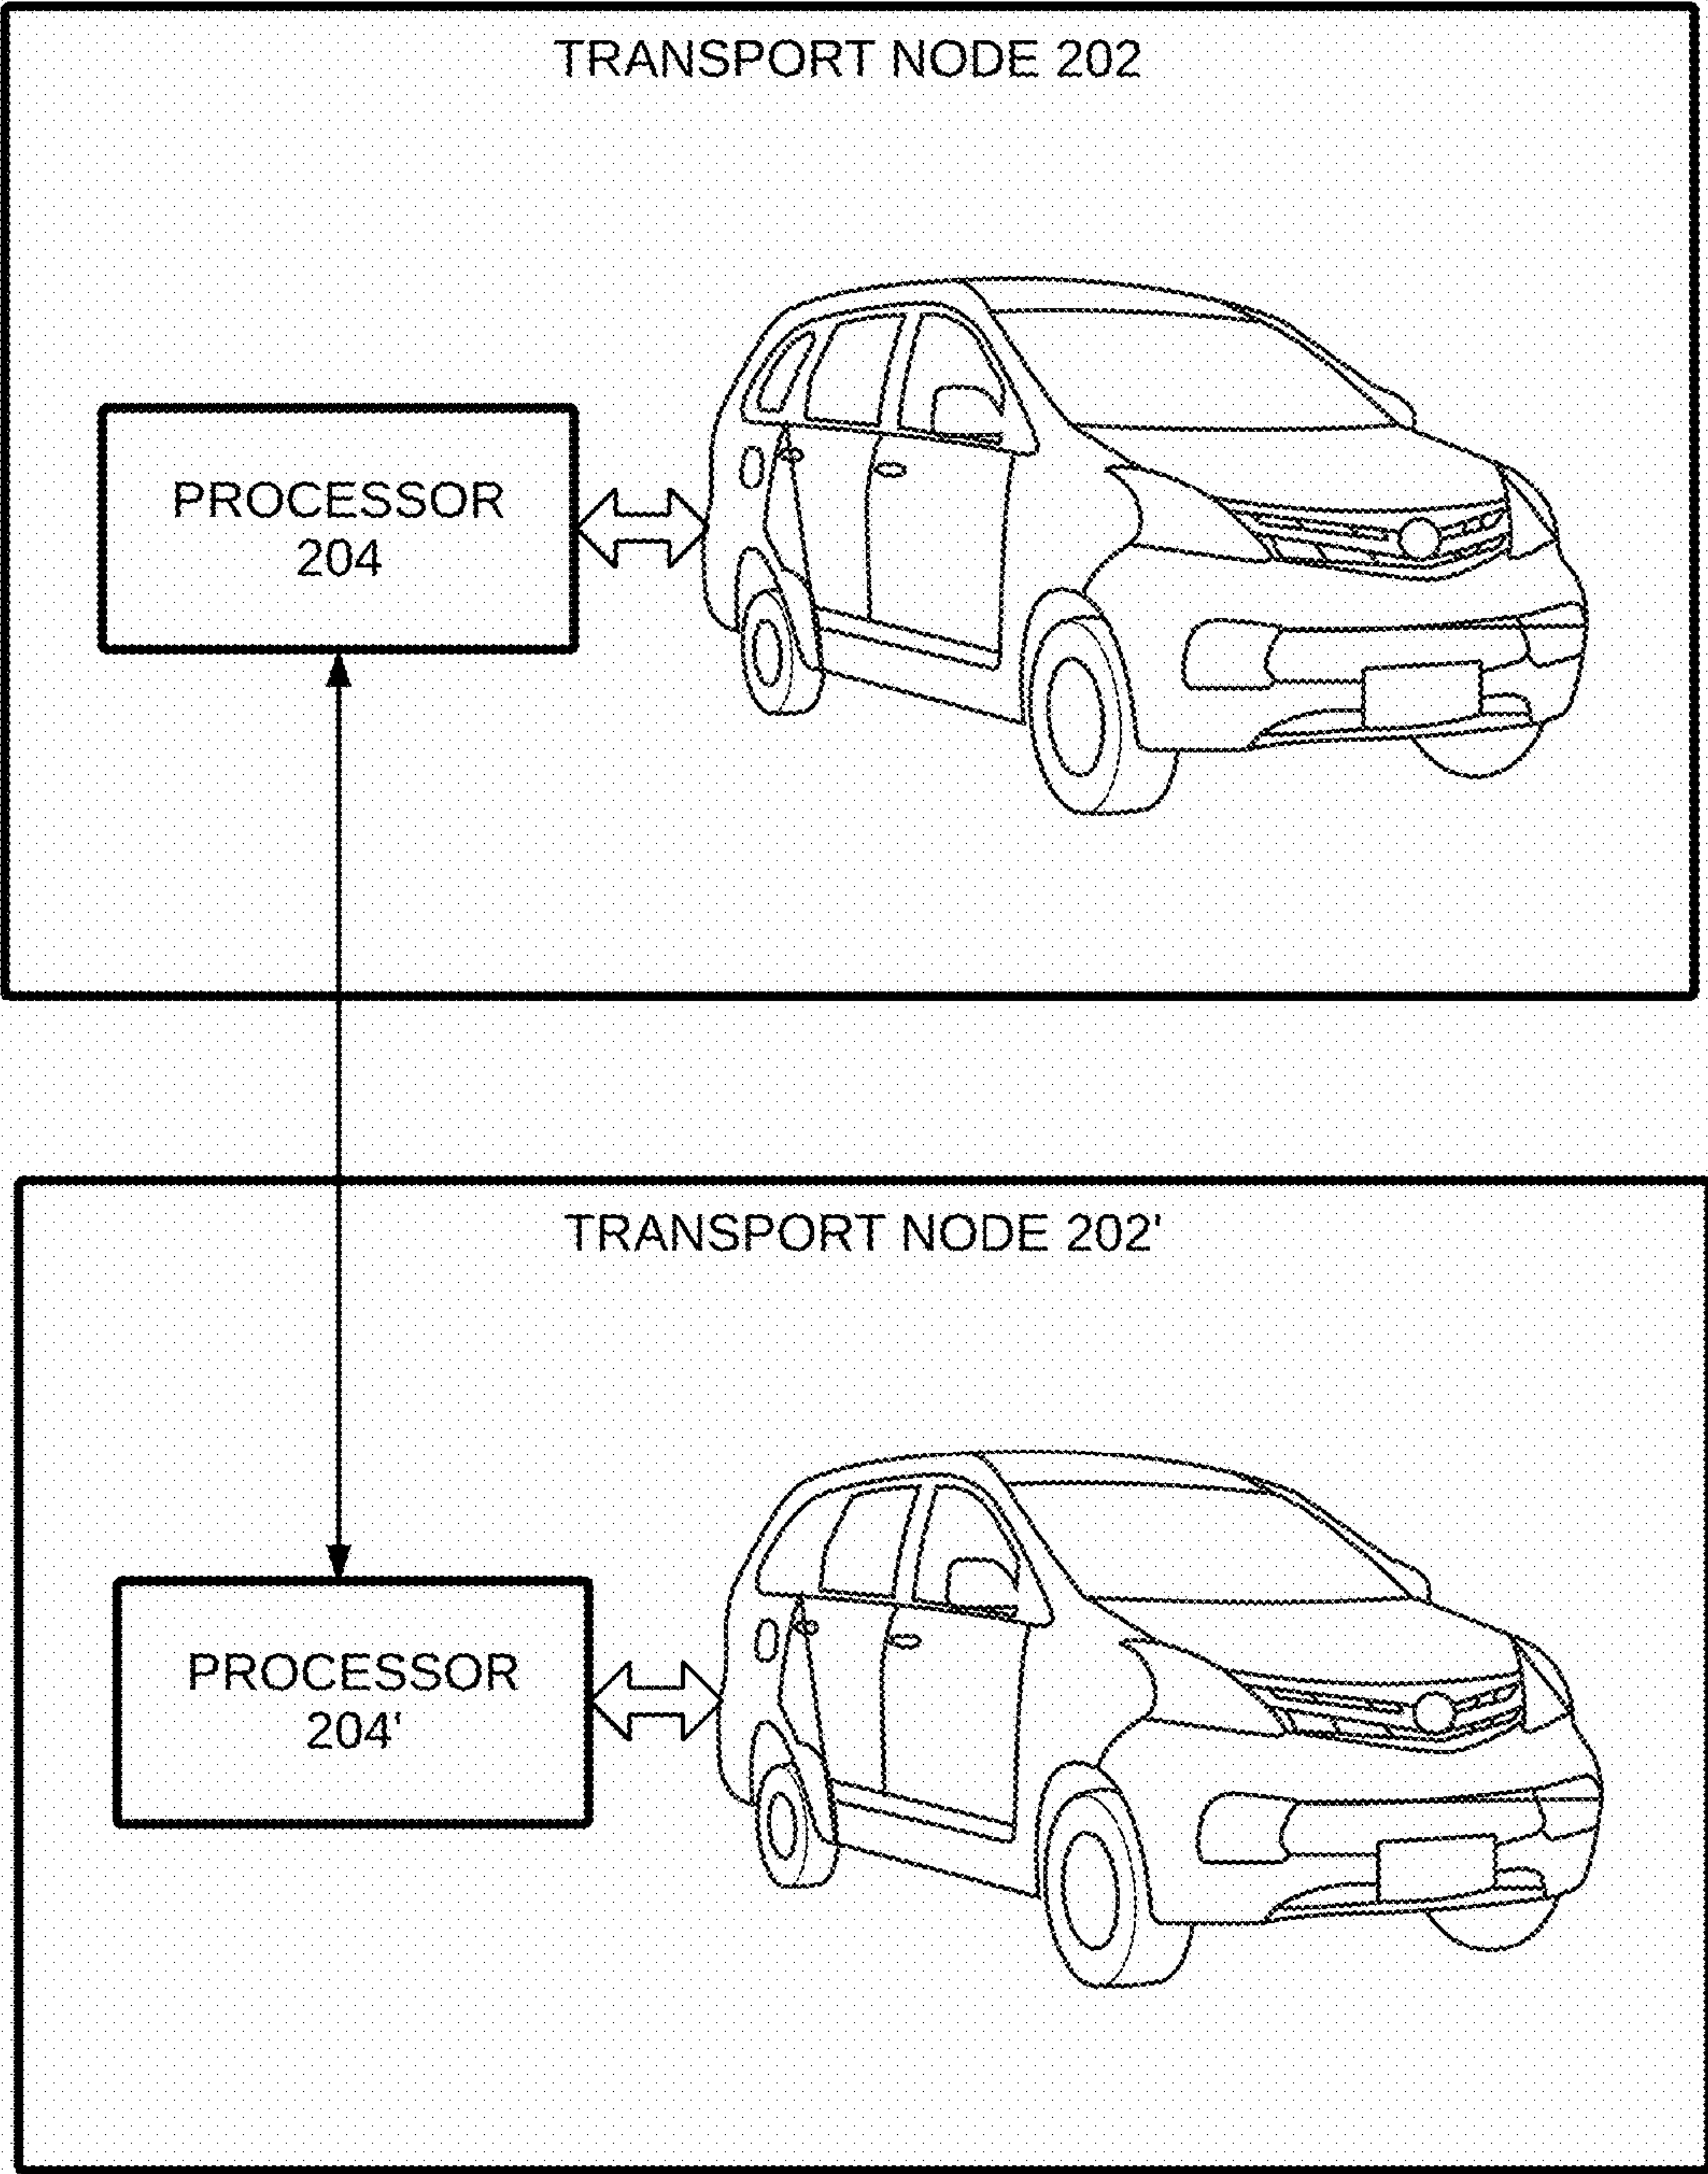 TRANSPORT NODE 202
PROCESSOR
204
TRANSPORT NODE 202'
PROCESSOR
204'